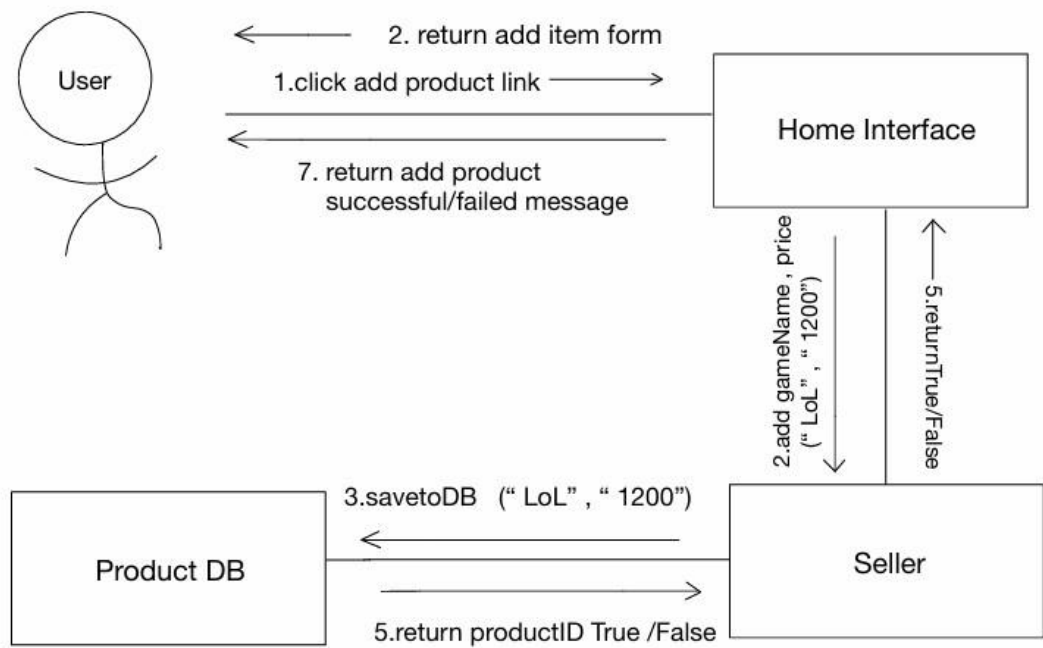 2. return add item form
User
1.click add product link
Home Interface
7. return add product
successful/failed message
2.add gameName , price
(“ LoL” , “ 1200”)
5.returnTrue/False
3.savetoDB (“ LoL” , “ 1200”)
Product DB
Seller
5.return productID True /False